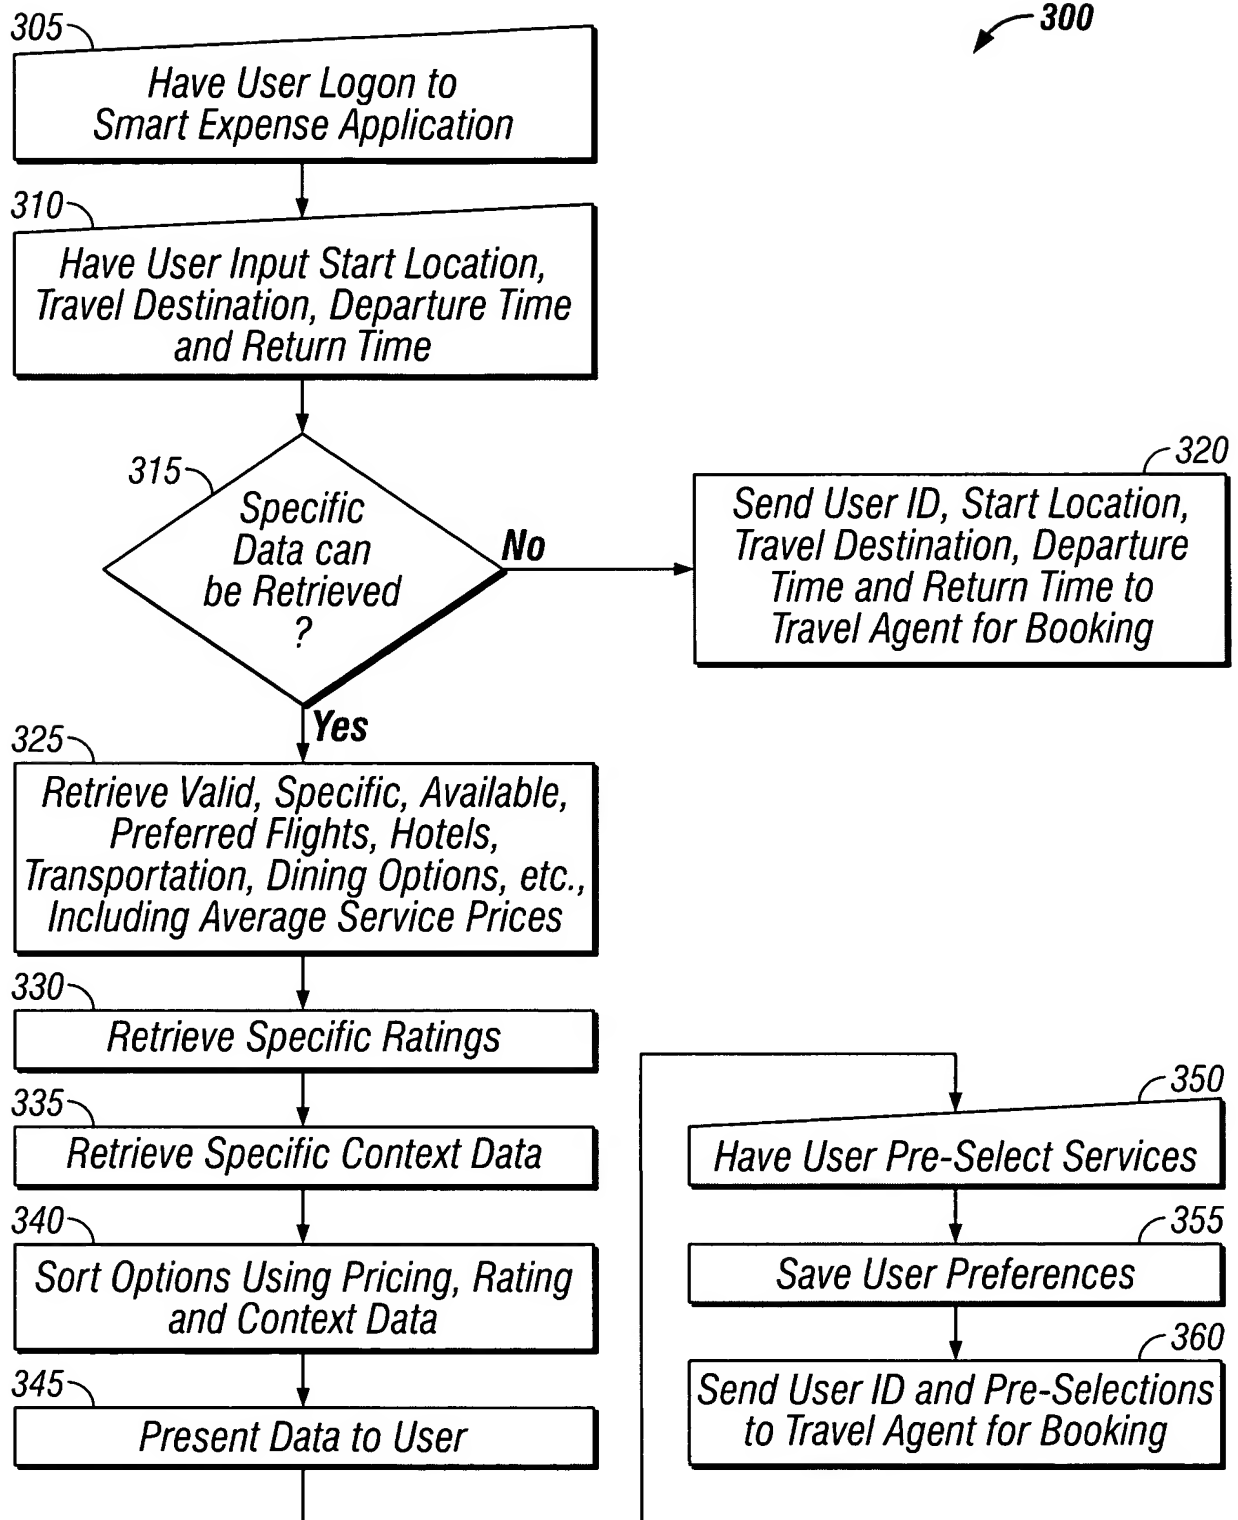 300
305
Have User Logon to
Smart Expense Application
310
Have User Input Start Location,
Travel Destination, Departure Time
and Return Time
315
Specific
Data can
be Retrieved
?
No
320
Send User ID, Start Location,
Travel Destination, Departure
Time and Return Time to
Travel Agent for Booking
Yes
325
Retrieve Valid, Specific, Available,
Preferred Flights, Hotels,
Transportation, Dining Options, etc.,
Including Average Service Prices
330
Retrieve Specific Ratings
335
Retrieve Specific Context Data
340
Sort Options Using Pricing, Rating
and Context Data
345
Present Data to User
350
Have User Pre-Select Services
355
Save User Preferences
360
Send User ID and Pre-Selections
to Travel Agent for Booking